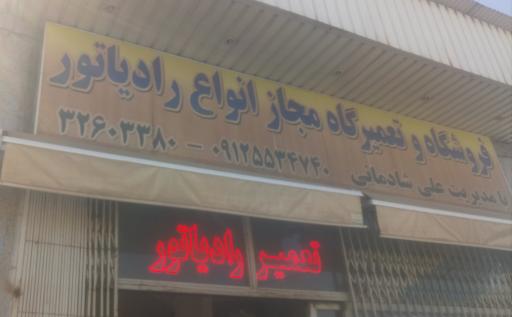 فروشگاه و تعمیرگاه مجاز انواع رادیاتور
با مدیریت علی شادمانی ۰۹۱۲۵۵۳۴۷۴۰ - ۳۲۶۰۳۳۸۰
تعمیر رادیاتور